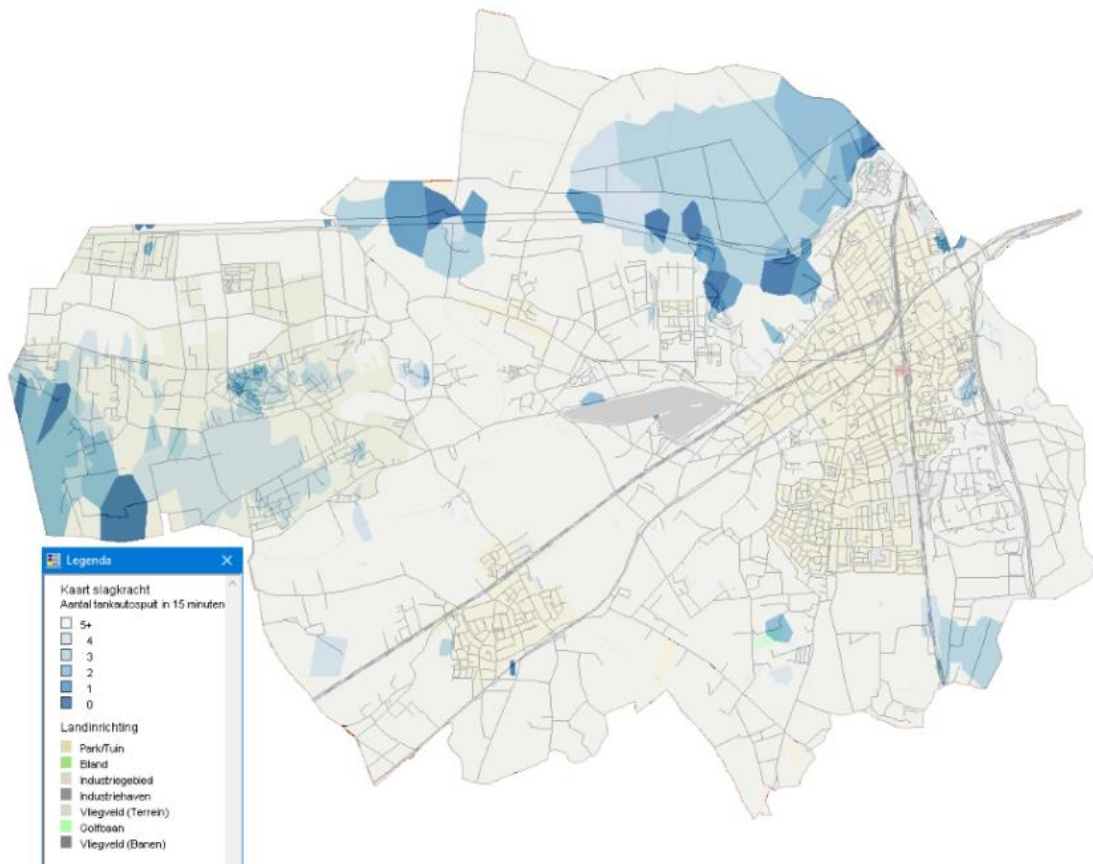 Legenda
Kaart slagkracht
Aantal tankautospuit in 15 minuten
5+
4
3
2
1
0
Landinrichting
Park/Tuin
Eiland
Industriegebied
Industriehaven
Vliegveld (Terrein)
Golfbaan
Vliegveld (Banen)